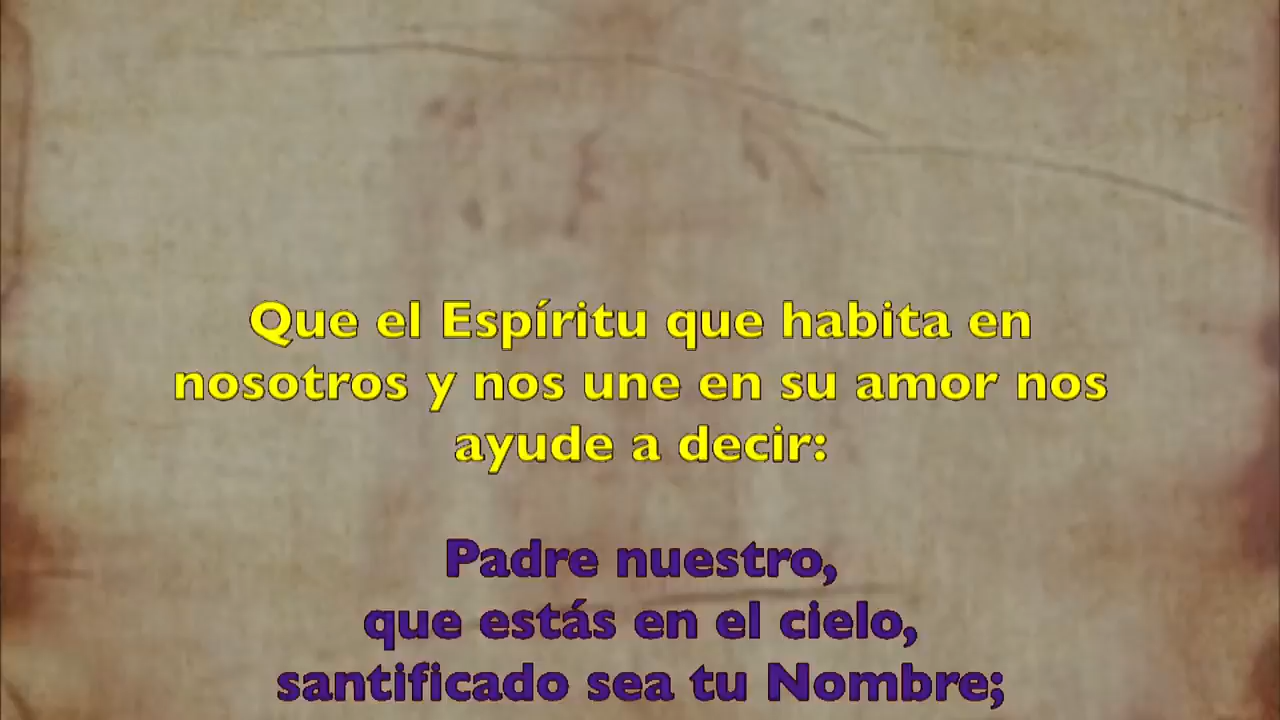 Que el Espíritu que habita en
nosotros y nos une en su amor nos
ayude a decir:
Padre nuestro,
que estás en el cielo,
santificado sea tu Nombre;